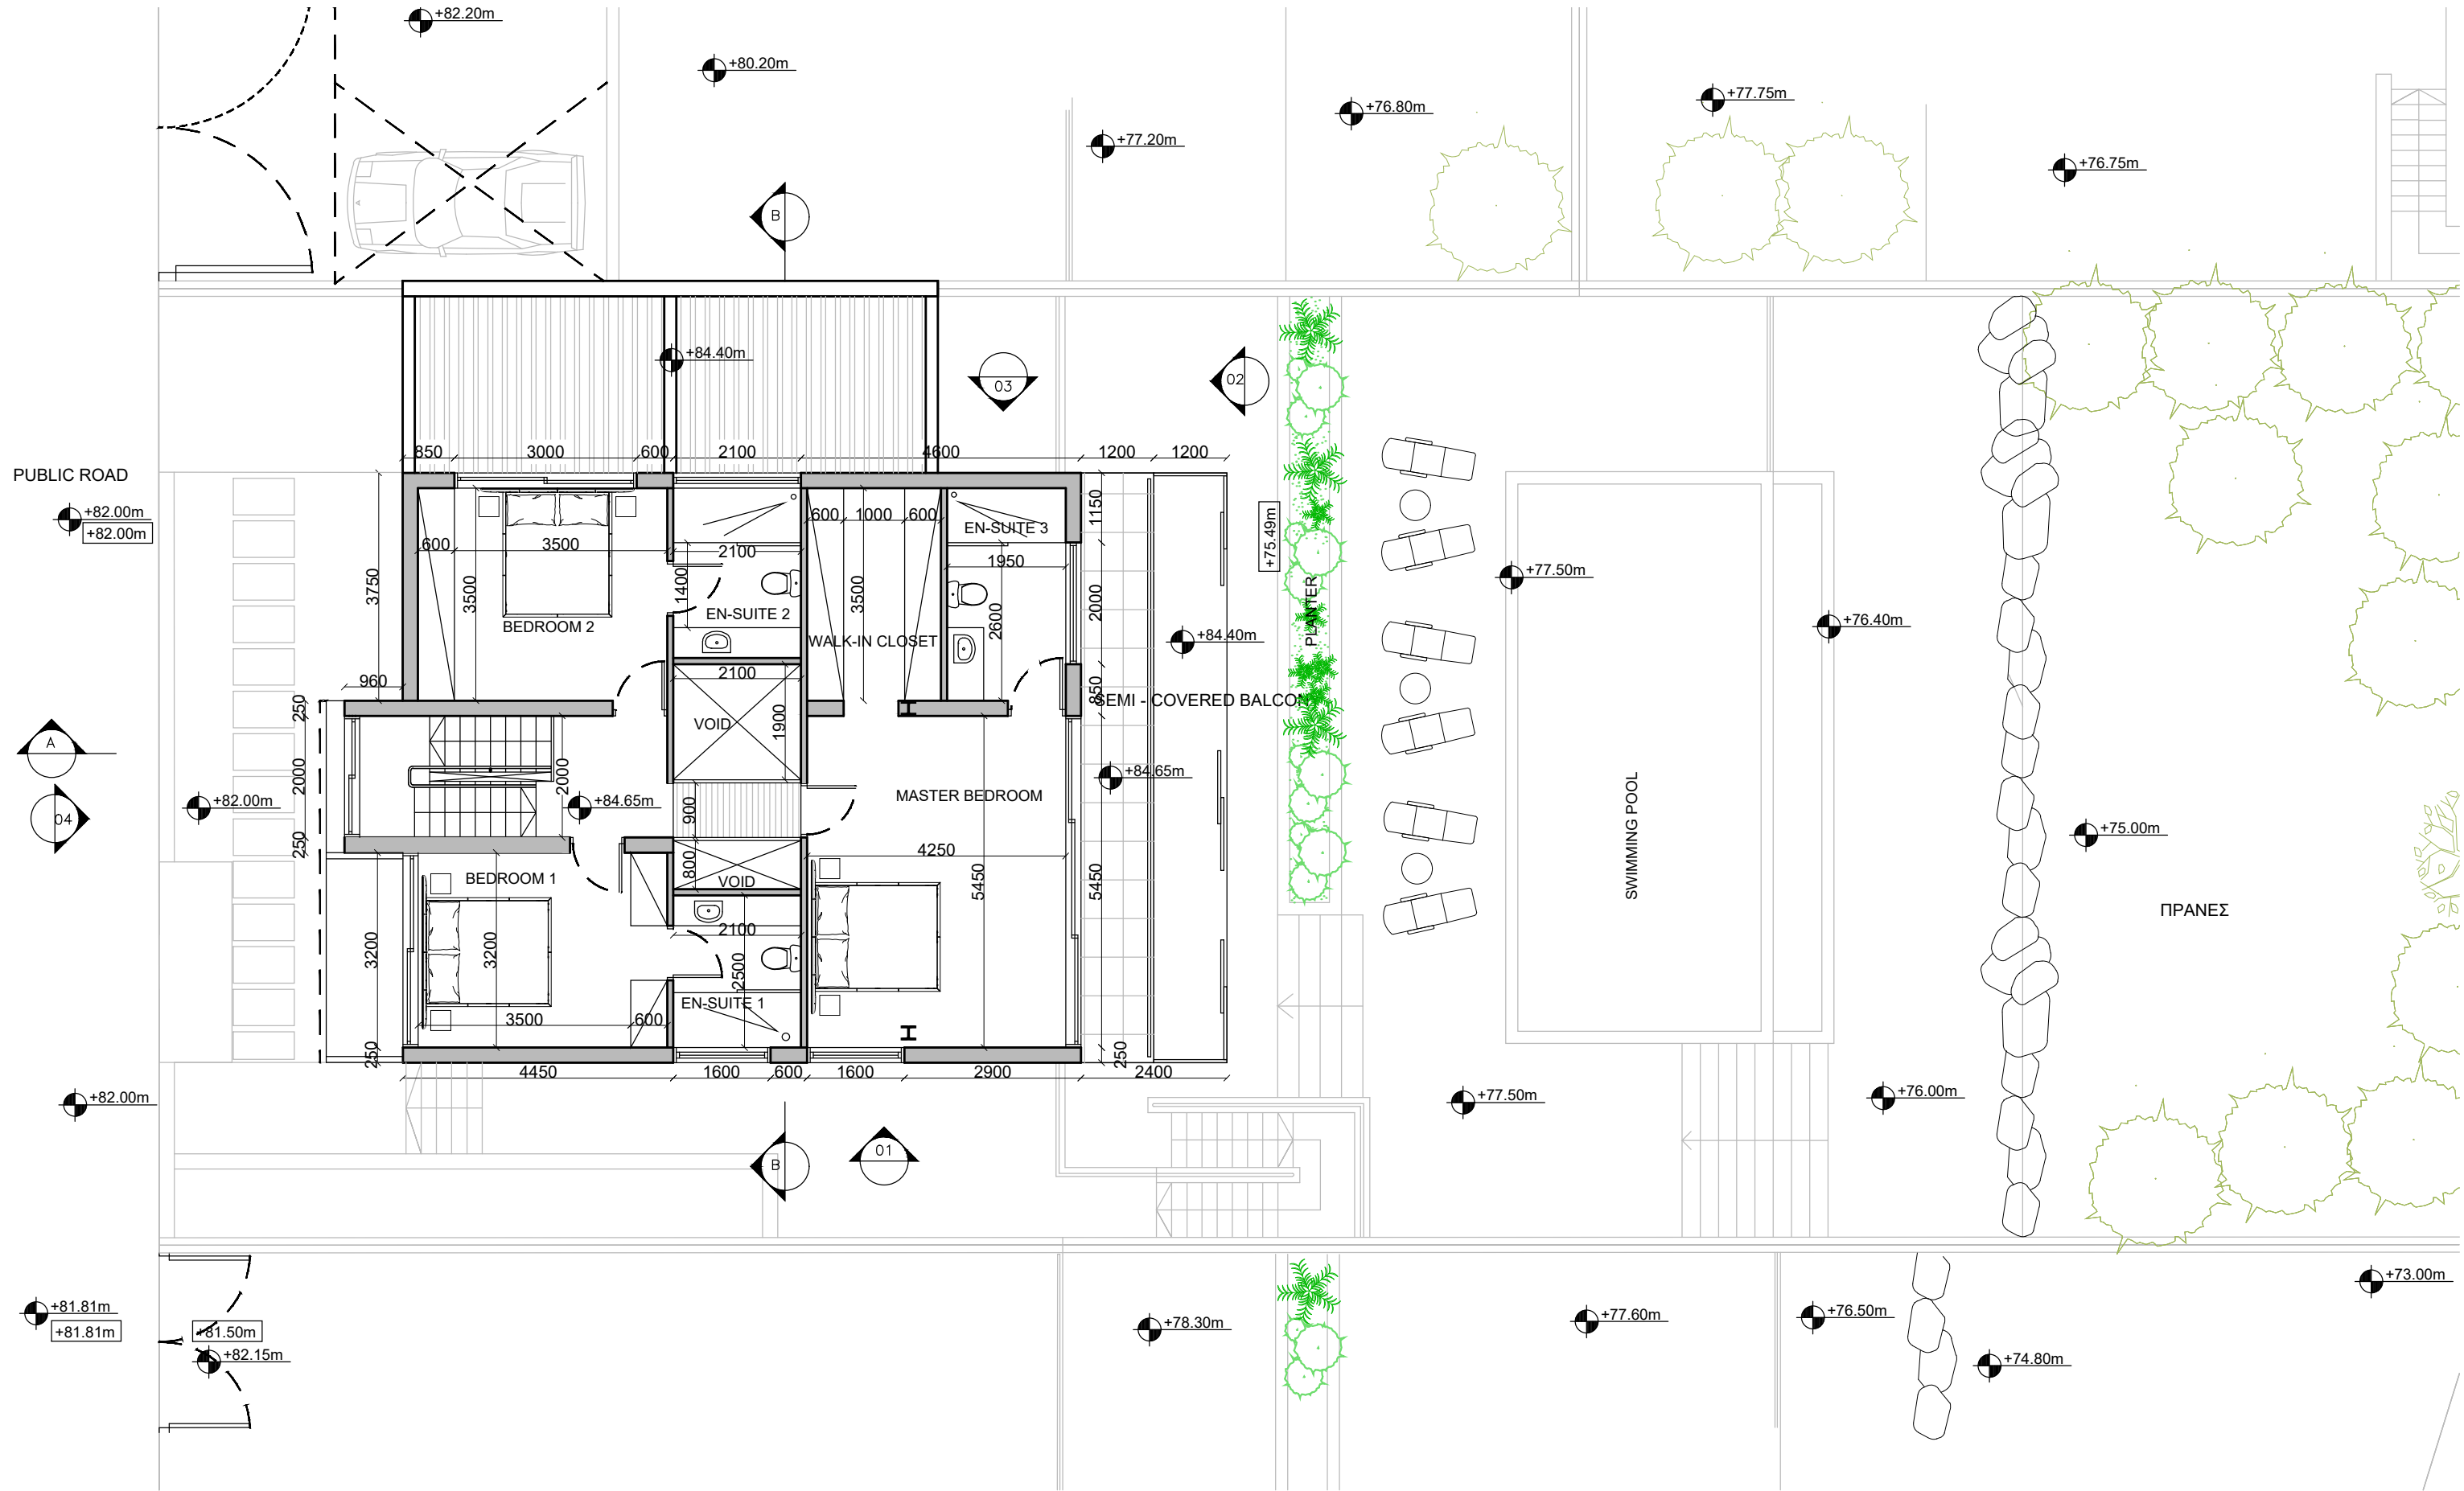 +82.20m
+80.20m
+77.75m
+76.80m
+77.20m
+76.75m
B
+84.40m
03
02
850
3000
600
2100
4600
1200
1200
PUBLIC ROAD
+82.00m
+82.00m
600
1000
600
EN-SUITE 3
1150
+75.49m
600
3500
2100
1950
3750
3500
1400
3500
2600
2000
+77.50m
BEDROOM 2
EN-SUITE 2
WALK-IN CLOSET
+84.40m
PLANTER
+76.40m
960
2100
850
SEMI - COVERED BALCONY
250
VOID
1900
A
2000
2000
+84.65m
MASTER BEDROOM
+84.65m
04
+82.00m
900
SWIMMING POOL
+75.00m
250
800
4250
BEDROOM 1
VOID
5450
5450
ΠΡΑΝΕΣ
3200
3200
2100
2500
EN-SUITE 1
3500
600
250
250
4450
1600
600
1600
2900
2400
+82.00m
+77.50m
+76.00m
B
01
+73.00m
+81.81m
+81.81m
+81.50m
+82.15m
+78.30m
+77.60m
+76.50m
+74.80m